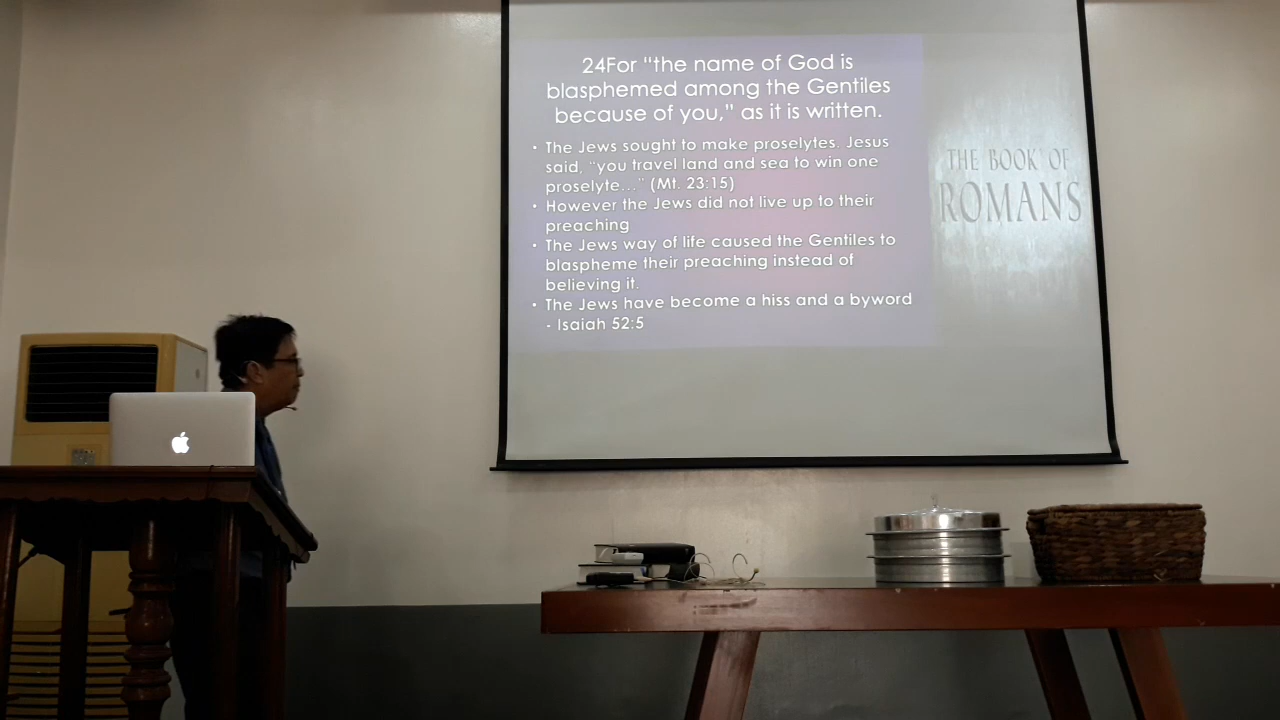 24For "the name of God is
blasphemed among the Gentiles
because of you," as it is written.
• The Jews sought to make proselytes. Jesus
said, "you travel land and sea to win one
proselyte..." (Mt. 23:15)
• However the Jews did not live up to their
preaching
• The Jews way of life caused the Gentiles to
blaspheme their preaching instead of
believing it.
• The Jews have become a hiss and a byword
- Isaiah 52:5
THE BOOK OF
ROMANS